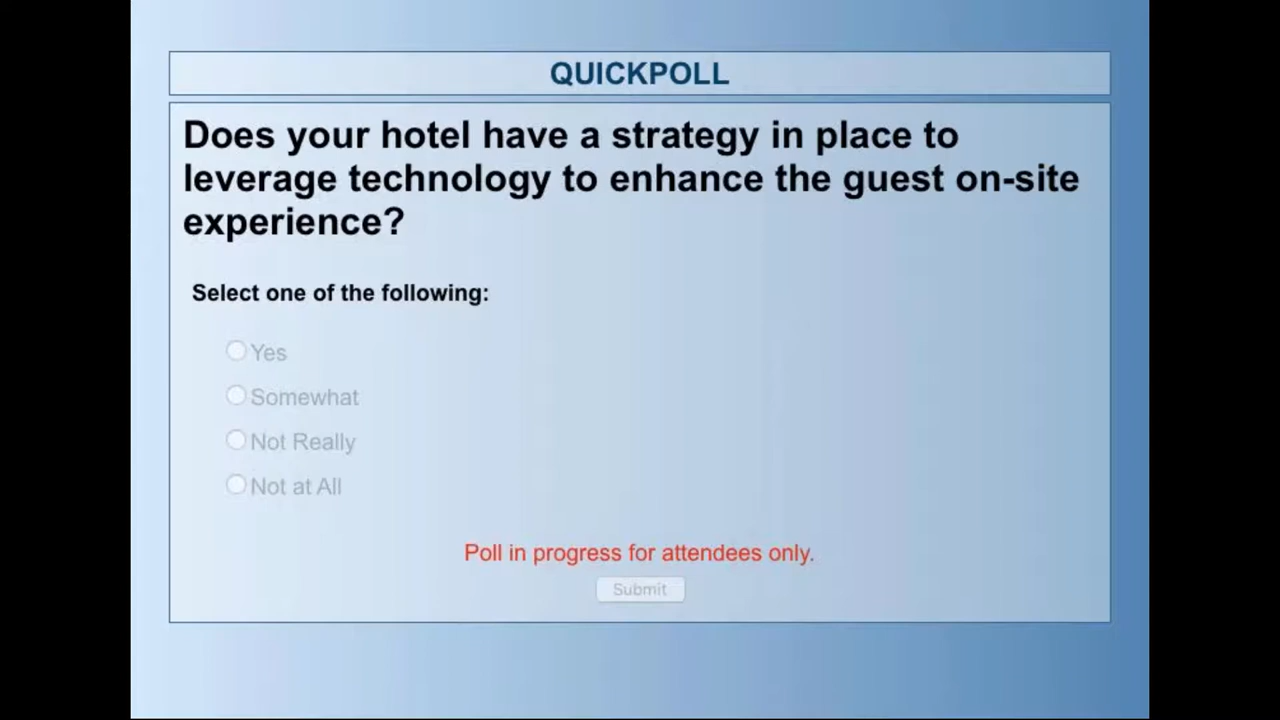 QUICKPOLL
Does your hotel have a strategy in place to
leverage technology to enhance the guest on-site
experience?
Select one of the following:
Yes
Somewhat
Not Really
Not at All
Poll in progress for attendees only.
Submit